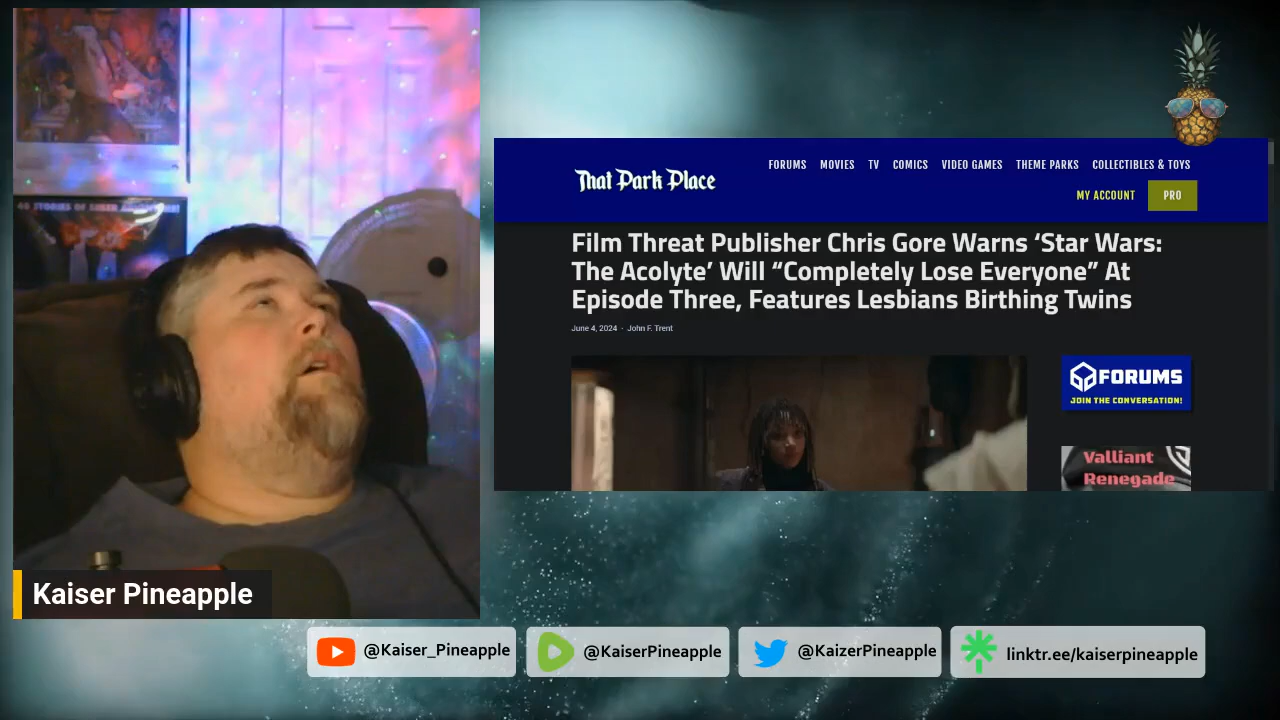 That Park Place
FORUMS MOVIES TV COMICS VIDEO GAMES THEME PARKS COLLECTIBLES & TOYS
MY ACCOUNT PRO
Film Threat Publisher Chris Gore Warns ‘Star Wars:
The Acolyte’ Will “Completely Lose Everyone” At
Episode Three, Features Lesbians Birthing Twins
June 4, 2024 - John F. Trent
FORUMS
JOIN THE CONVERSATION!
Valliant
Renegade
Kaiser Pineapple
@Kaiser_Pineapple
@KaiserPineapple
@KaizerPineapple
linktr.ee/kaiserpineapple